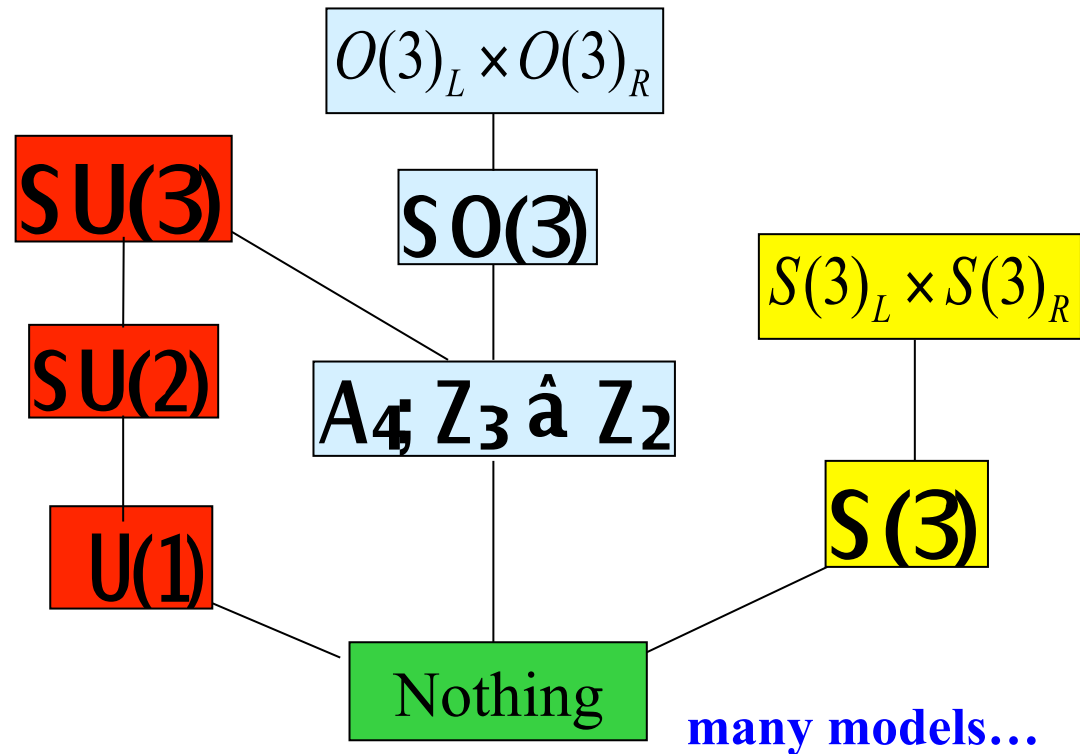 O(3)_L × O(3)_R
SU(3)
SO(3)
S(3)_L × S(3)_R
SU(2)
A₄; Z₃ â Z₂
S(3)
U(1)
Nothing
many models…